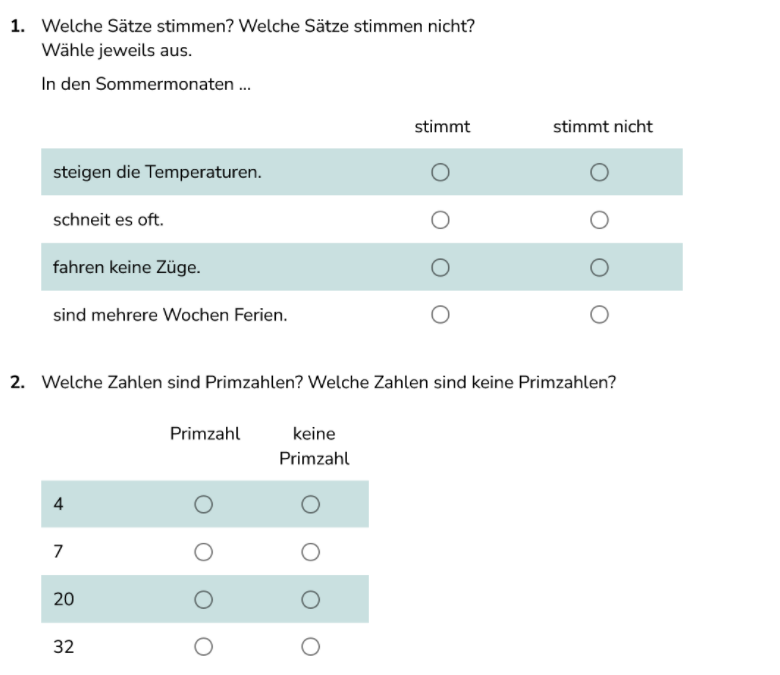 1. Welche Sätze stimmen? Welche Sätze stimmen nicht?
Wähle jeweils aus.
In den Sommermonaten ...
stimmt stimmt nicht
steigen die Temperaturen.
schneit es oft.
fahren keine Züge.
sind mehrere Wochen Ferien.
2. Welche Zahlen sind Primzahlen? Welche Zahlen sind keine Primzahlen?
Primzahl keine
Primzahl
4
7
20
32